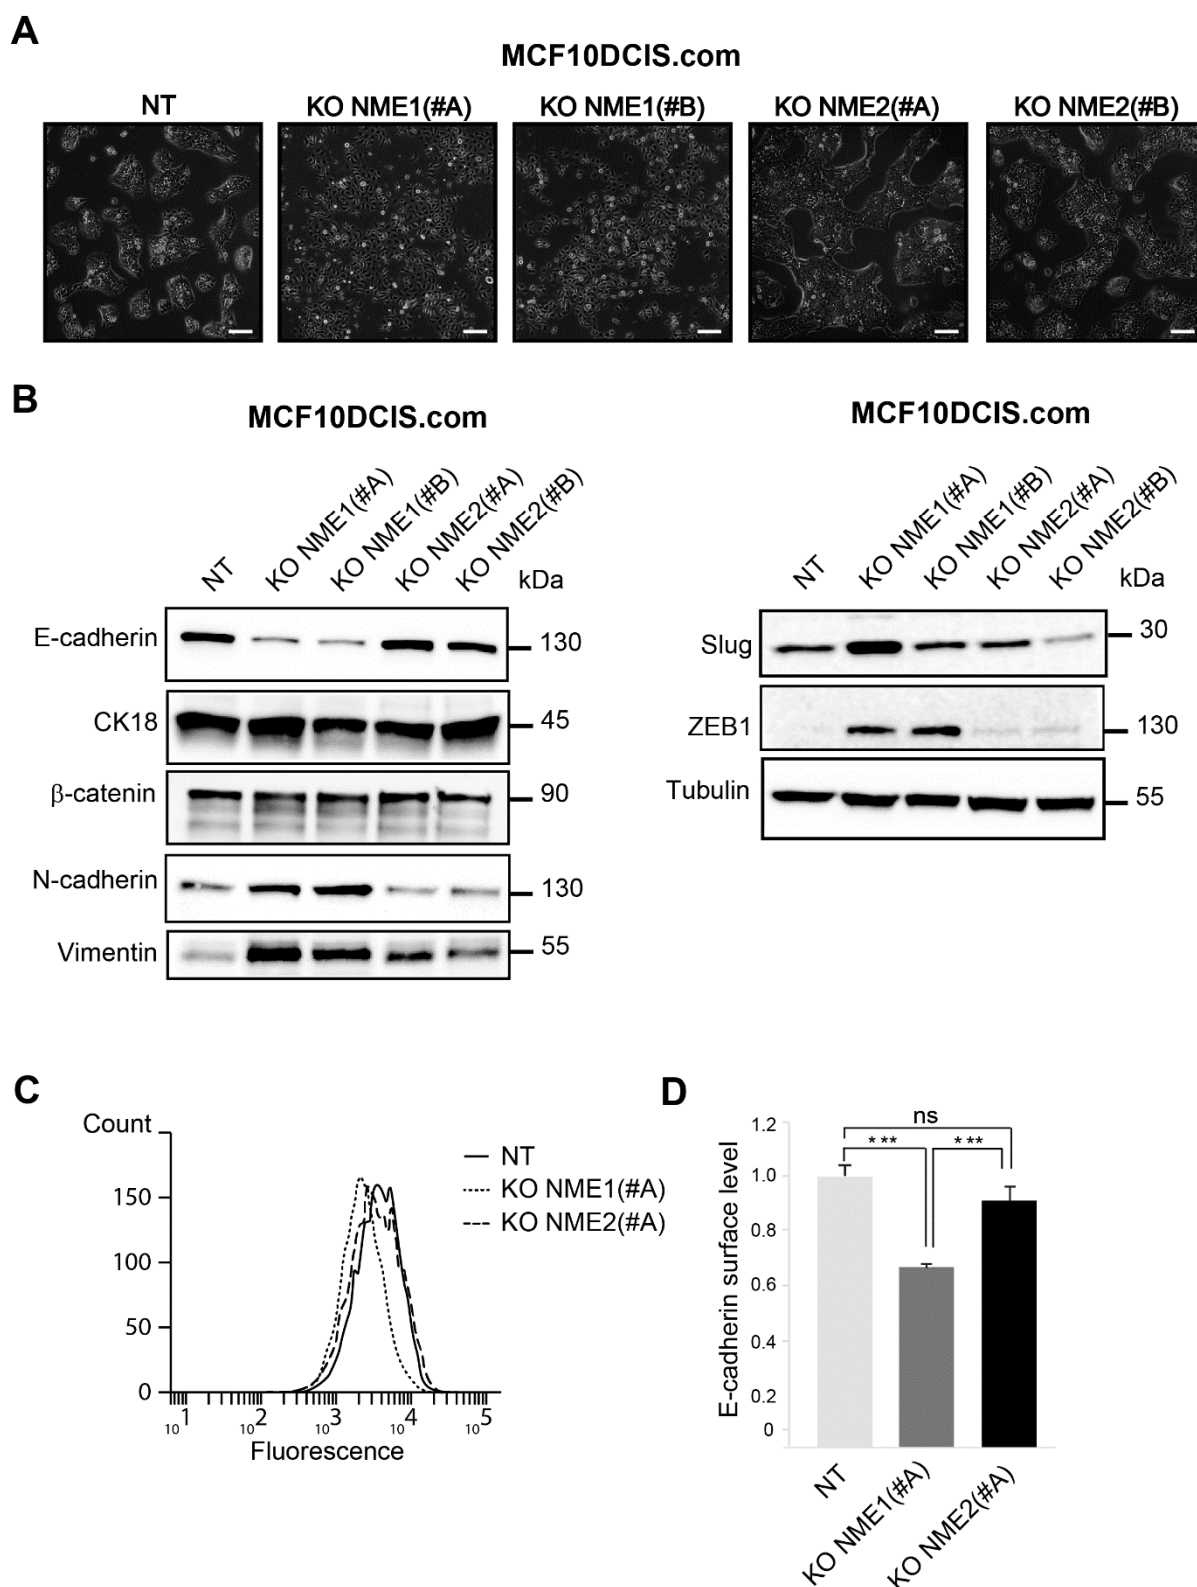 A
MCF10DCIS.com
NT KO NME1(#A) KO NME1(#B) KO NME2(#A) KO NME2(#B)
B
MCF10DCIS.com
NT KO NME1(#A) KO NME1(#B) KO NME2(#A) KO NME2(#B) kDa
E-cadherin 130
CK18 45
β-catenin 90
N-cadherin 130
Vimentin 55
MCF10DCIS.com
NT KO NME1(#A) KO NME1(#B) KO NME2(#A) KO NME2(#B) kDa
Slug 30
ZEB1 130
Tubulin 55
C
Count
150
100
50
0
10 1 10 2 10 3 10 4 10 5
Fluorescence
NT
KO NME1(#A)
KO NME2(#A)
D
E-cadherin surface level
1.2
1.0
0.8
0.6
0.4
0.2
0
ns
*** ***
NT KO NME1(#A) KO NME2(#A)